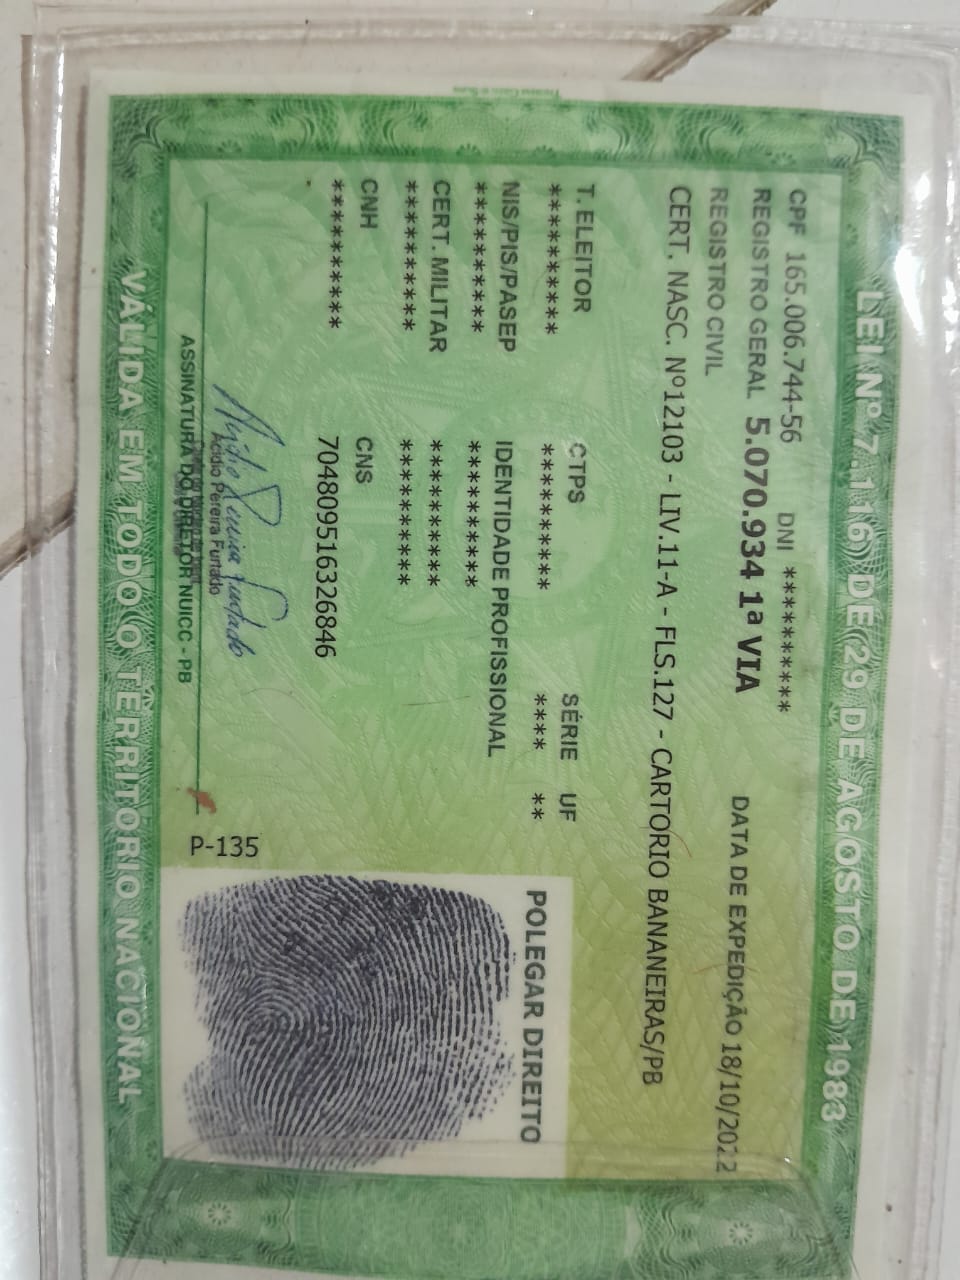 LEI Nº 7.116 DE 29 DE AGOSTO DE 1983
CPF 165.006.744-56 DNI **********
REGISTRO GERAL 5.070.934 1a VIA DATA DE EXPEDIÇÃO 18/10/2022
REGISTRO CIVIL
CERT. NASC. Nº12103 - LIV.11-A - FLS.127 - CARTORIO BANANEIRAS/PB
T. ELEITOR CTPS SÉRIE UF
********** ********** **** **
NIS/PIS/PASEP IDENTIDADE PROFISSIONAL
********** **********
CERT. MILITAR **********
********** **********
CNH CNS
********** 704809516326846
POLEGAR DIREITO
Acidio Pereira Furtado
ASSINATURA DO DIRETOR NUICC - PB
P-135
VÁLIDA EM TODO O TERRITÓRIO NACIONAL